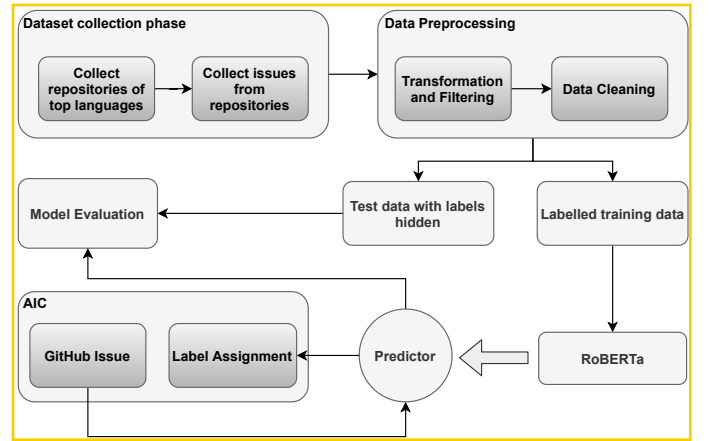 Dataset collection phase
Collect
repositories of
top languages
Collect issues
from
repositories
Data Preprocessing
Transformation
and Filtering
Data Cleaning
Model Evaluation
Test data with labels
hidden
Labelled training data
AIC
GitHub Issue
Label Assignment
Predictor
RoBERTa